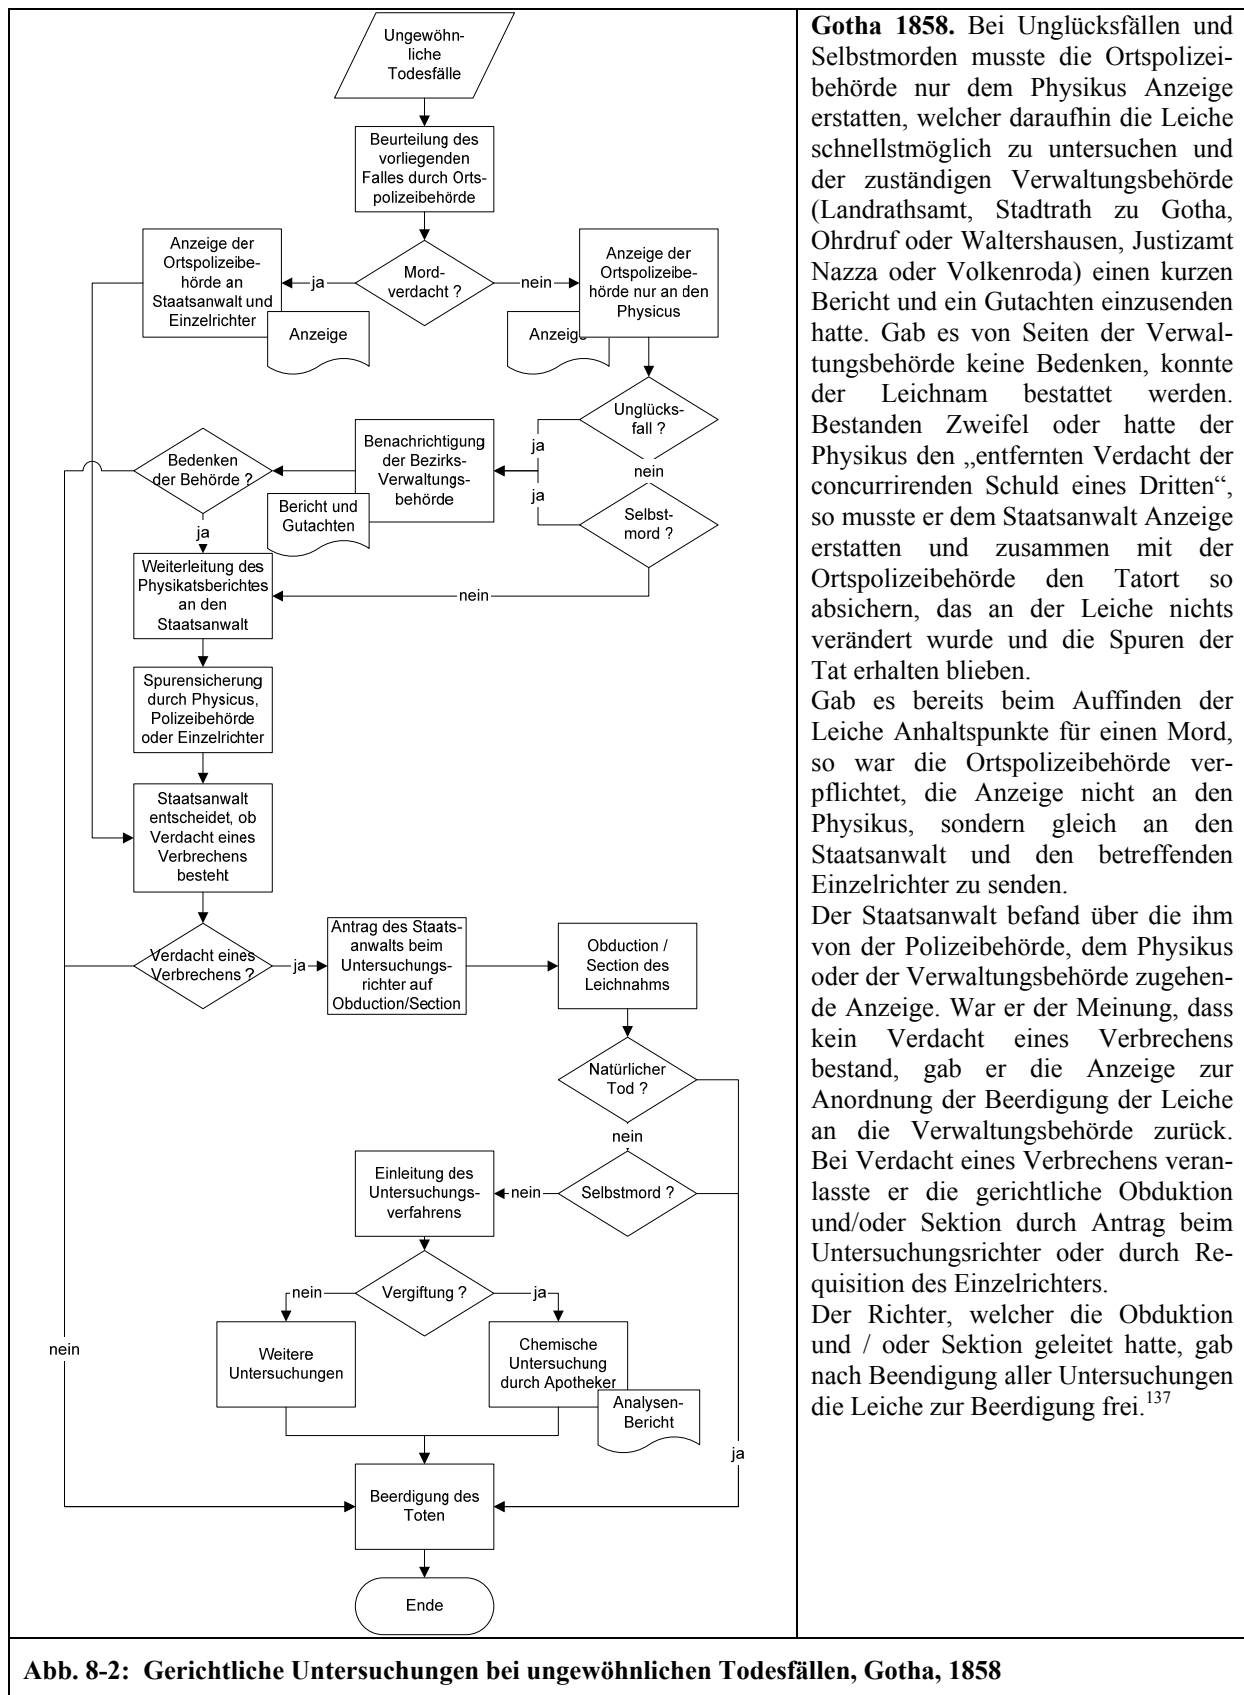 Ungewöhn-
liche
Todesfälle
Beurteilung des
vorliegenden
Falles durch Orts-
polizeibehörde
Anzeige der
Ortspolizeibe-
hörde an
Staatsanwalt und
Einzelrichter
ja
Mord-
verdacht ?
nein
Anzeige der
Ortspolizeibe-
hörde nur an den
Physicus
Anzeige
Anzeige
Unglücks-
fall ?
ja
nein
Bedenken
der Behörde ?
Benachrichtigung
der Bezirks-
Verwaltungs-
behörde
ja
Bericht und
Gutachten
Selbst-
mord ?
ja
Weiterleitung des
Physikatsberichtes
an den
Staatsanwalt
nein
Spurensicherung
durch Physicus,
Polizeibehörde
oder Einzelrichter
Staatsanwalt
entscheidet, ob
Verdacht eines
Verbrechens
besteht
Verdacht eines
Verbrechens ?
ja
Antrag des Staats-
anwalts beim
Untersuchungs-
richter auf
Obduction/Section
Obduction /
Section des
Leichnahms
Natürlicher
Tod ?
nein
Einleitung des
Untersuchungs-
verfahrens
nein
Selbstmord ?
nein
Vergiftung ?
ja
nein
Weitere
Untersuchungen
Chemische
Untersuchung
durch Apotheker
Analysen-
Bericht
ja
Beerdigung des
Toten
Ende
Gotha 1858. Bei Unglücksfällen und
Selbstmorden musste die Ortspolizei-
behörde nur dem Physikus Anzeige
erstatten, welcher daraufhin die Leiche
schnellstmöglich zu untersuchen und
der zuständigen Verwaltungsbehörde
(Landrathsamt, Stadtrath zu Gotha,
Ohrdruf oder Waltershausen, Justizamt
Nazza oder Volkenroda) einen kurzen
Bericht und ein Gutachten einzusenden
hatte. Gab es von Seiten der Verwal-
tungsbehörde keine Bedenken, konnte
der Leichnam bestattet werden.
Bestanden Zweifel oder hatte der
Physikus den „entfernten Verdacht der
concurrirenden Schuld eines Dritten“,
so musste er dem Staatsanwalt Anzeige
erstatten und zusammen mit der
Ortspolizeibehörde den Tatort so
absichern, das an der Leiche nichts
verändert wurde und die Spuren der
Tat erhalten blieben.
Gab es bereits beim Auffinden der
Leiche Anhaltspunkte für einen Mord,
so war die Ortspolizeibehörde ver-
pflichtet, die Anzeige nicht an den
Physikus, sondern gleich an den
Staatsanwalt und den betreffenden
Einzelrichter zu senden.
Der Staatsanwalt befand über die ihm
von der Polizeibehörde, dem Physikus
oder der Verwaltungsbehörde zugehen-
de Anzeige. War er der Meinung, dass
kein Verdacht eines Verbrechens
bestand, gab er die Anzeige zur
Anordnung der Beerdigung der Leiche
an die Verwaltungsbehörde zurück.
Bei Verdacht eines Verbrechens veran-
lasste er die gerichtliche Obduktion
und/oder Sektion durch Antrag beim
Untersuchungsrichter oder durch Re-
quisition des Einzelrichters.
Der Richter, welcher die Obduktion
und / oder Sektion geleitet hatte, gab
nach Beendigung aller Untersuchungen
die Leiche zur Beerdigung frei.137
Abb. 8-2: Gerichtliche Untersuchungen bei ungewöhnlichen Todesfällen, Gotha, 1858